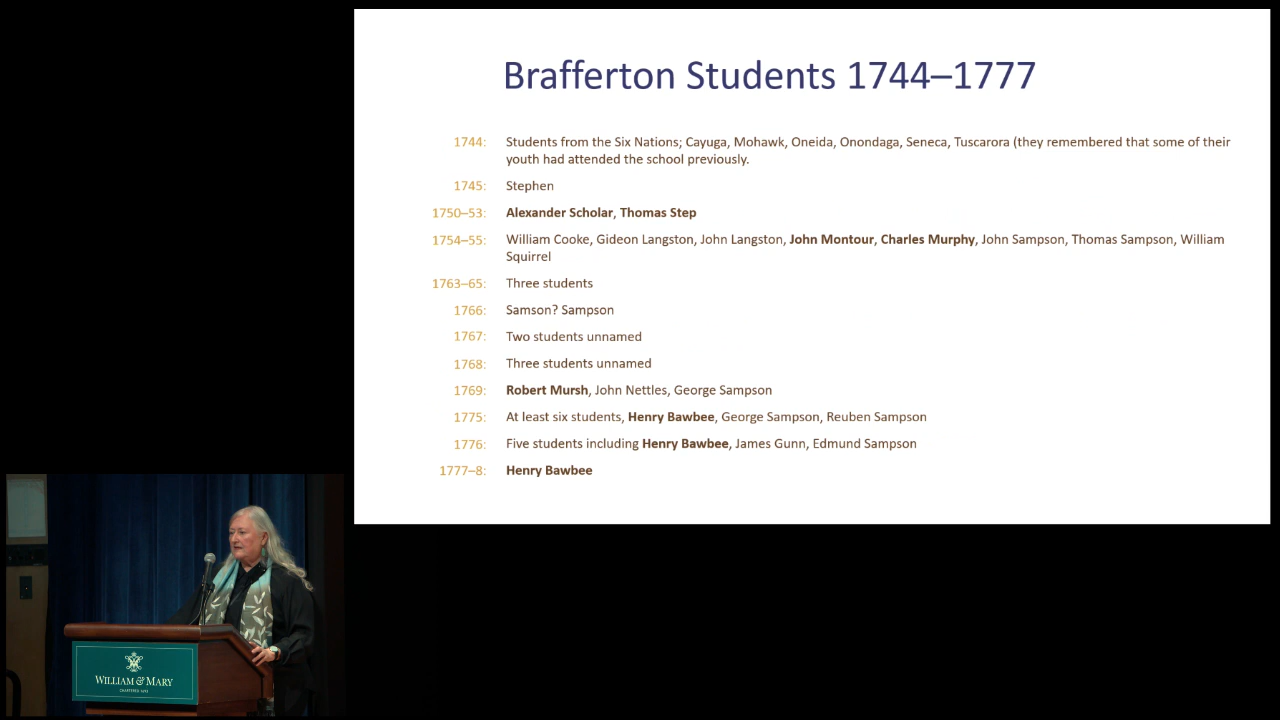 Brafferton Students 1744–1777
1744: Students from the Six Nations; Cayuga, Mohawk, Oneida, Onondaga, Seneca, Tuscarora (they remembered that some of their
youth had attended the school previously.
1745: Stephen
1750–53: Alexander Scholar, Thomas Step
1754–55: William Cooke, Gideon Langston, John Langston, John Montour, Charles Murphy, John Sampson, Thomas Sampson, William
Squirrel
1763–65: Three students
1766: Samson? Sampson
1767: Two students unnamed
1768: Three students unnamed
1769: Robert Mursh, John Nettles, George Sampson
1775: At least six students, Henry Bawbee, George Sampson, Reuben Sampson
1776: Five students including Henry Bawbee, James Gunn, Edmund Sampson
1777–8: Henry Bawbee
WILLIAM & MARY
CHARTERED 1693